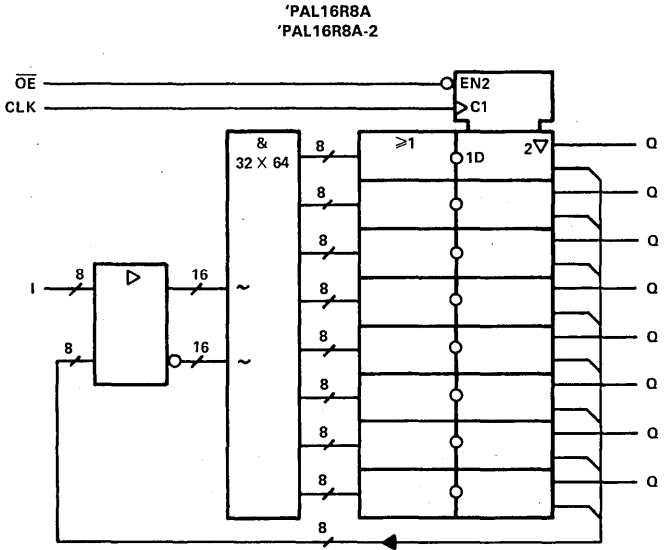 'PAL16R8A
'PAL16R8A-2
OE
EN2
CLK
C1
&
32 X 64
8
≥1
1D
2▽
Q
8
Q
8
Q
I
8
16
~
8
Q
8
16
~
8
Q
8
Q
8
Q
8
Q
8